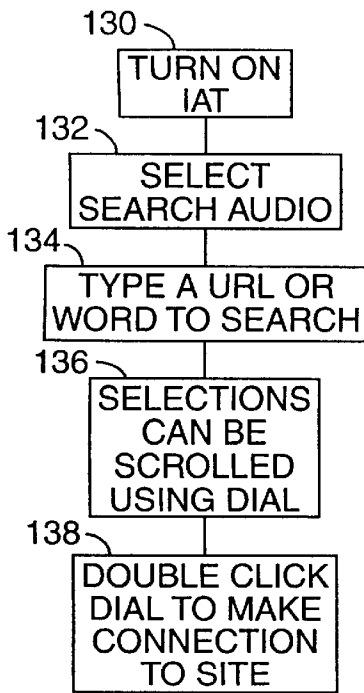 130
TURN ON
IAT
132
SELECT
SEARCH AUDIO
134
TYPE A URL OR
WORD TO SEARCH
136
SELECTIONS
CAN BE
SCROLLED
USING DIAL
138
DOUBLE CLICK
DIAL TO MAKE
CONNECTION
TO SITE